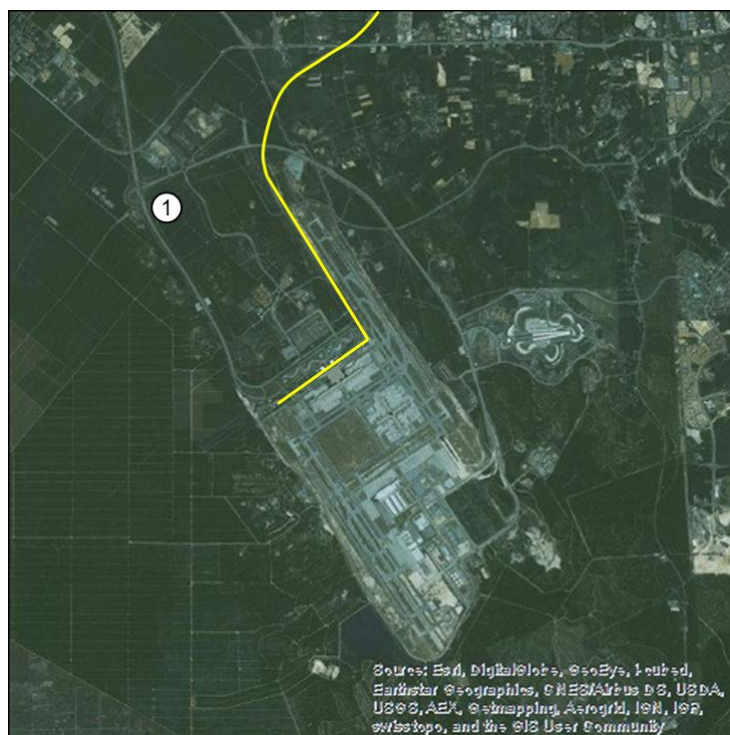 1
Source: Esri, DigitalGlobe, GeoEye, i-cubed,
Earthstar Geographics, CNES/Airbus DS, USDA,
USGS, AEX, Getmapping, Aerogrid, IGN, IGP,
swisstopo, and the GIS User Community